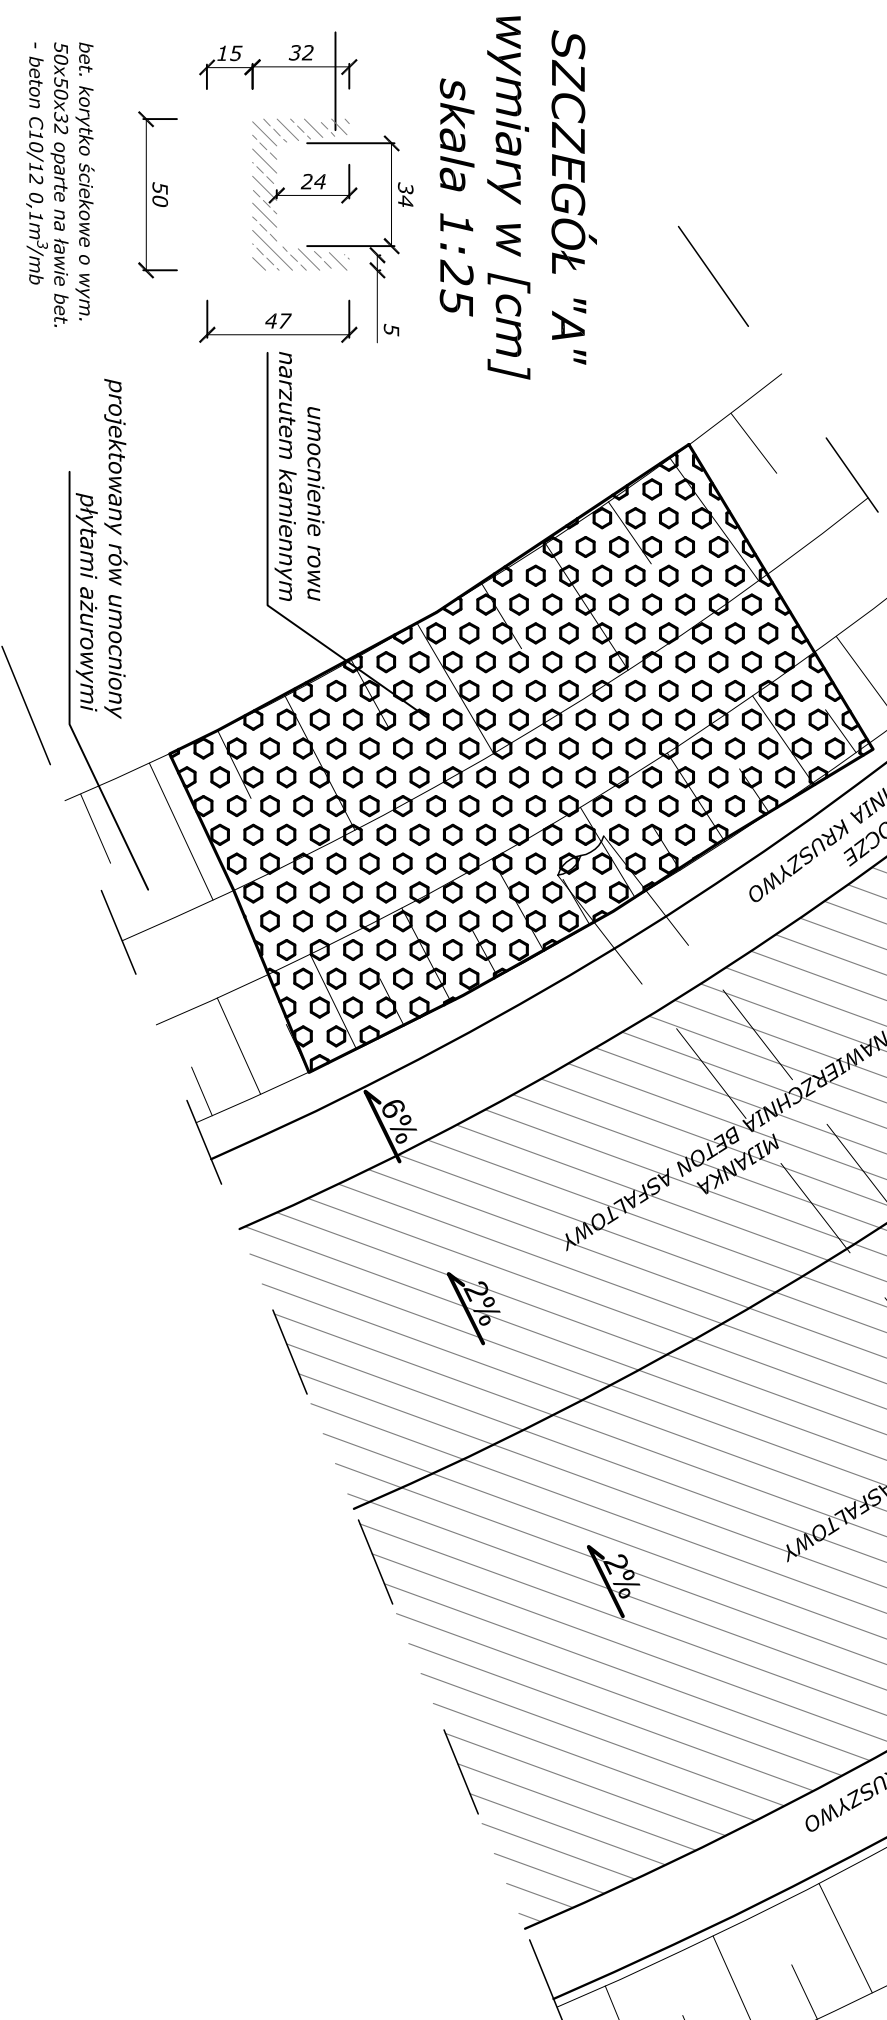 SZCZEGÓŁ "A"
wymiary w [cm]
skala 1:25
15
32
34
24
50
47
5
bet. korytko ściekowe o wym.
50x50x32 oparte na ławie bet.
- beton C10/12 0,1m³/mb
umocnienie rowu
narzutem kamiennym
projektowany rów umocniony
płytami ażurowymi
KRUSZYWO
NAWIERZCHNIA BETON ASFALTOWY
MIJANKA
6%
2%
ASFALTOWY
2%